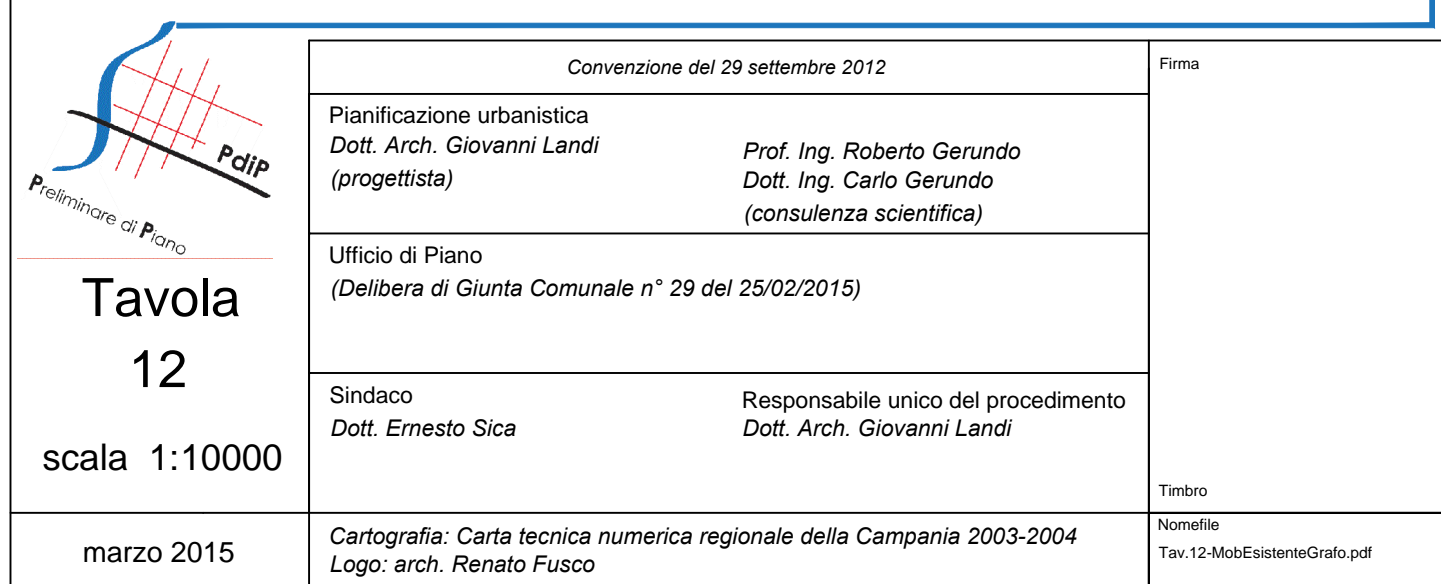 PdiP
Preliminare di Piano
Tavola
12
scala 1:10000
marzo 2015
Convenzione del 29 settembre 2012
Pianificazione urbanistica
Dott. Arch. Giovanni Landi
(progettista)
Prof. Ing. Roberto Gerundo
Dott. Ing. Carlo Gerundo
(consulenza scientifica)
Ufficio di Piano
(Delibera di Giunta Comunale n° 29 del 25/02/2015)
Sindaco
Dott. Ernesto Sica
Responsabile unico del procedimento
Dott. Arch. Giovanni Landi
Cartografia: Carta tecnica numerica regionale della Campania 2003-2004
Logo: arch. Renato Fusco
Firma
Timbro
Nomefile
Tav.12-MobEsistenteGrafo.pdf